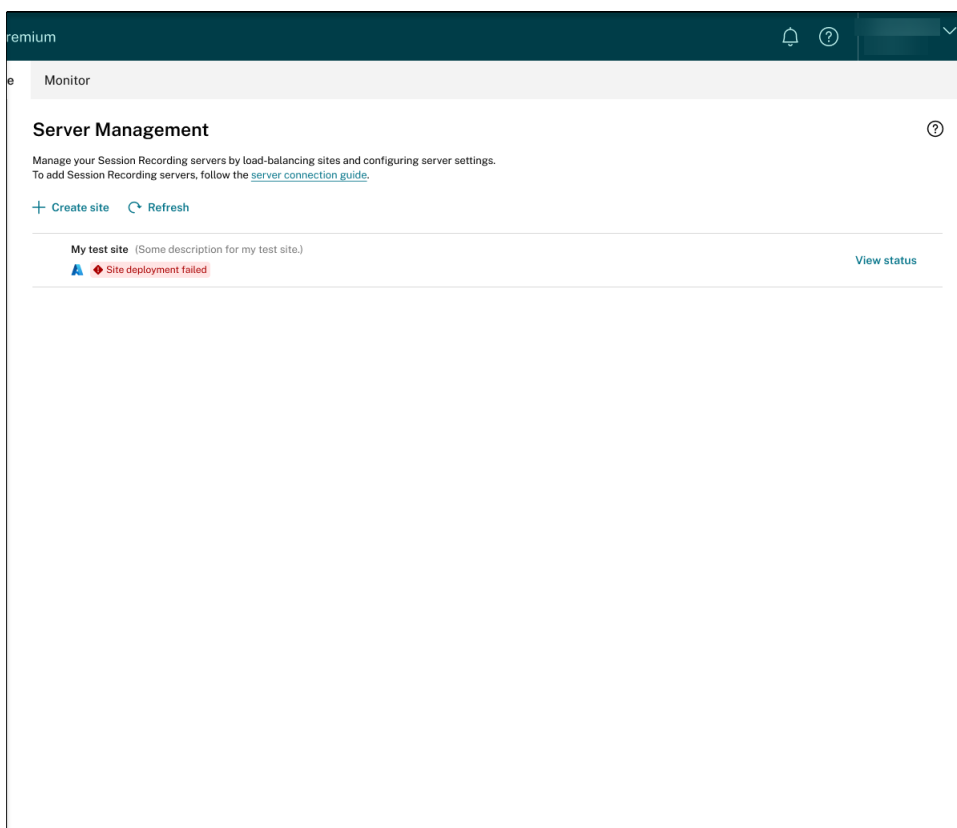 remium
e Monitor
Server Management
Manage your Session Recording servers by load-balancing sites and configuring server settings.
To add Session Recording servers, follow the server connection guide.
Create site Refresh
My test site (Some description for my test site.)
Site deployment failed
View status